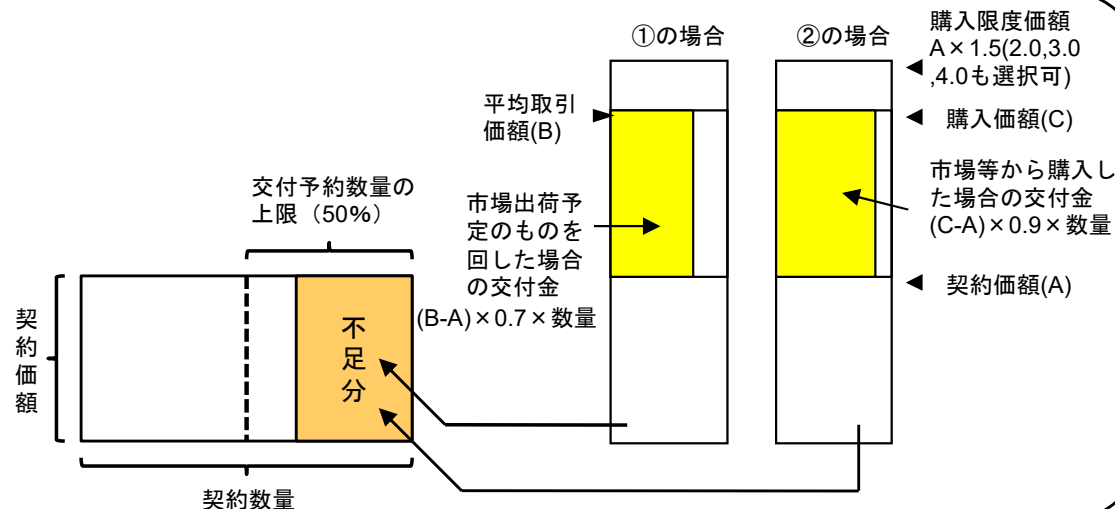 ①の場合
②の場合
購入限度価額
A×1.5(2.0,3.0
,4.0も選択可)
平均取引
価額(B)
購入価額(C)
交付予約数量の
上限（50%）
市場出荷予
定のものを
回した場合
の交付金
(B-A)×0.7×数量
市場等から購入し
た場合の交付金
(C-A)×0.9×数量
契約価額(A)
契約価額
不足分
契約数量